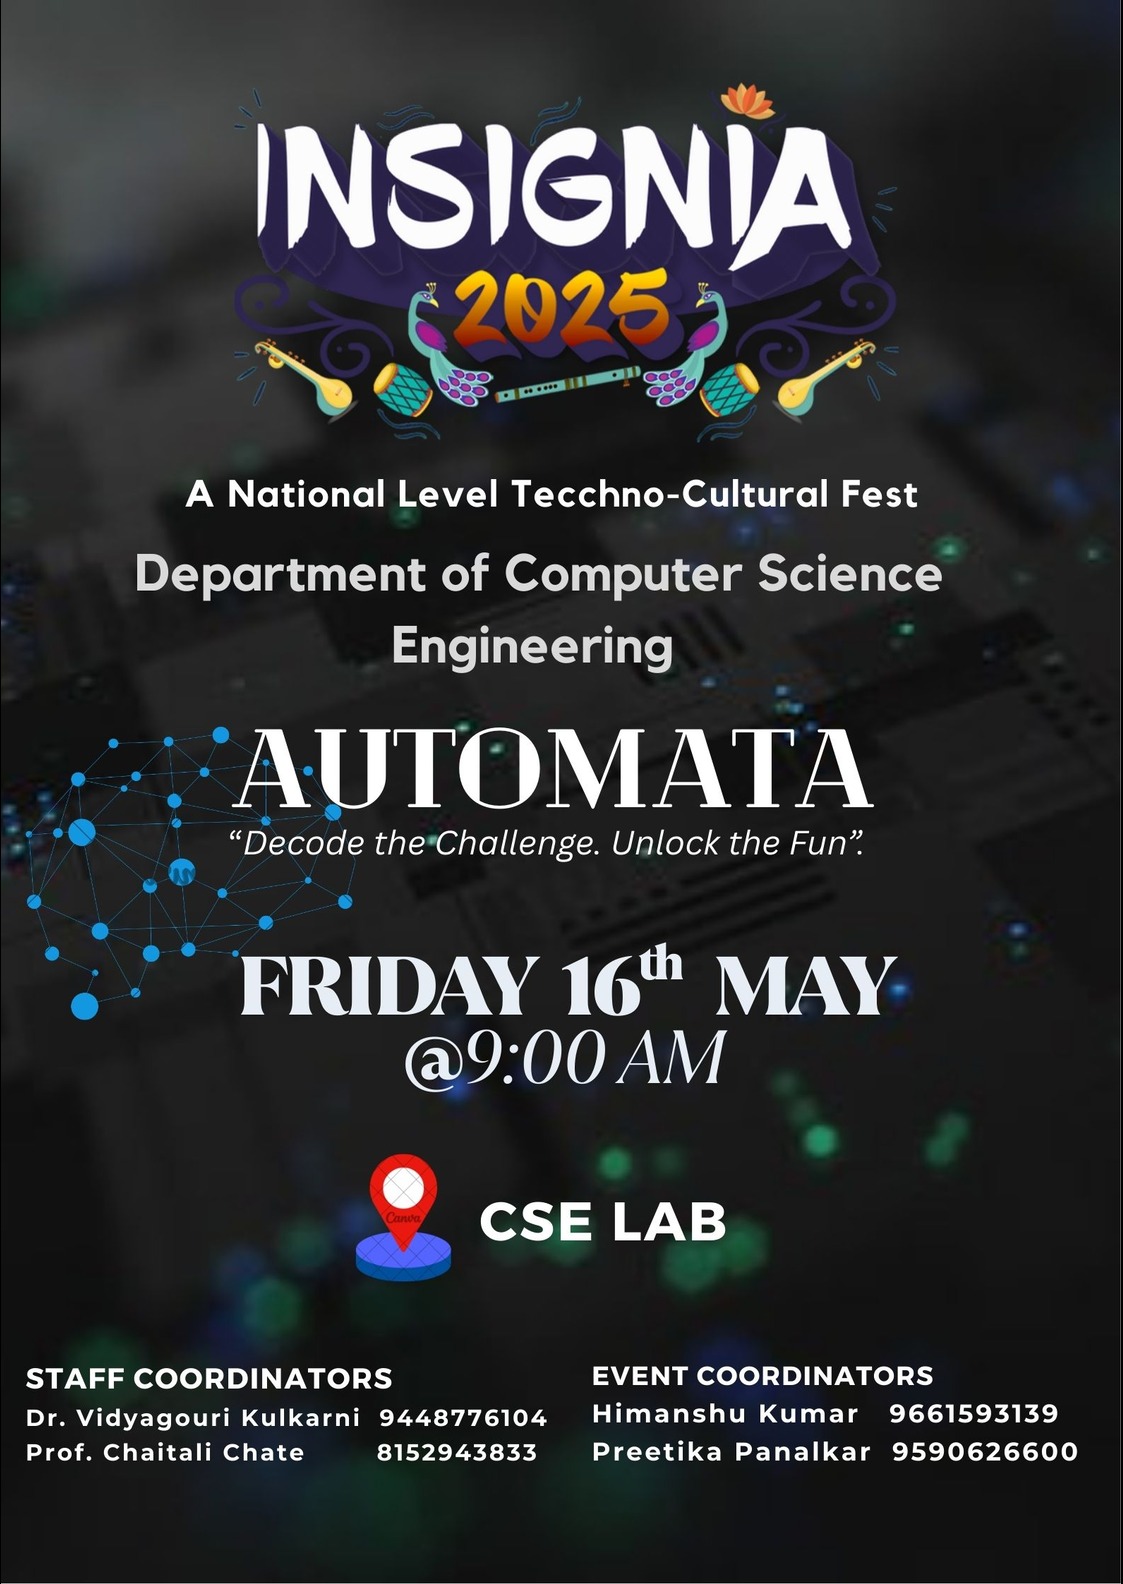 INSIGNIA
2025
A National Level Tecchno-Cultural Fest
Department of Computer Science
Engineering
AUTOMATA
“Decode the Challenge. Unlock the Fun”.
FRIDAY 16th MAY
@9:00 AM
Canva
CSE LAB
STAFF COORDINATORS
Dr. Vidyagouri Kulkarni 9448776104
Prof. Chaitali Chate 8152943833
EVENT COORDINATORS
Himanshu Kumar 9661593139
Preetika Panalkar 9590626600